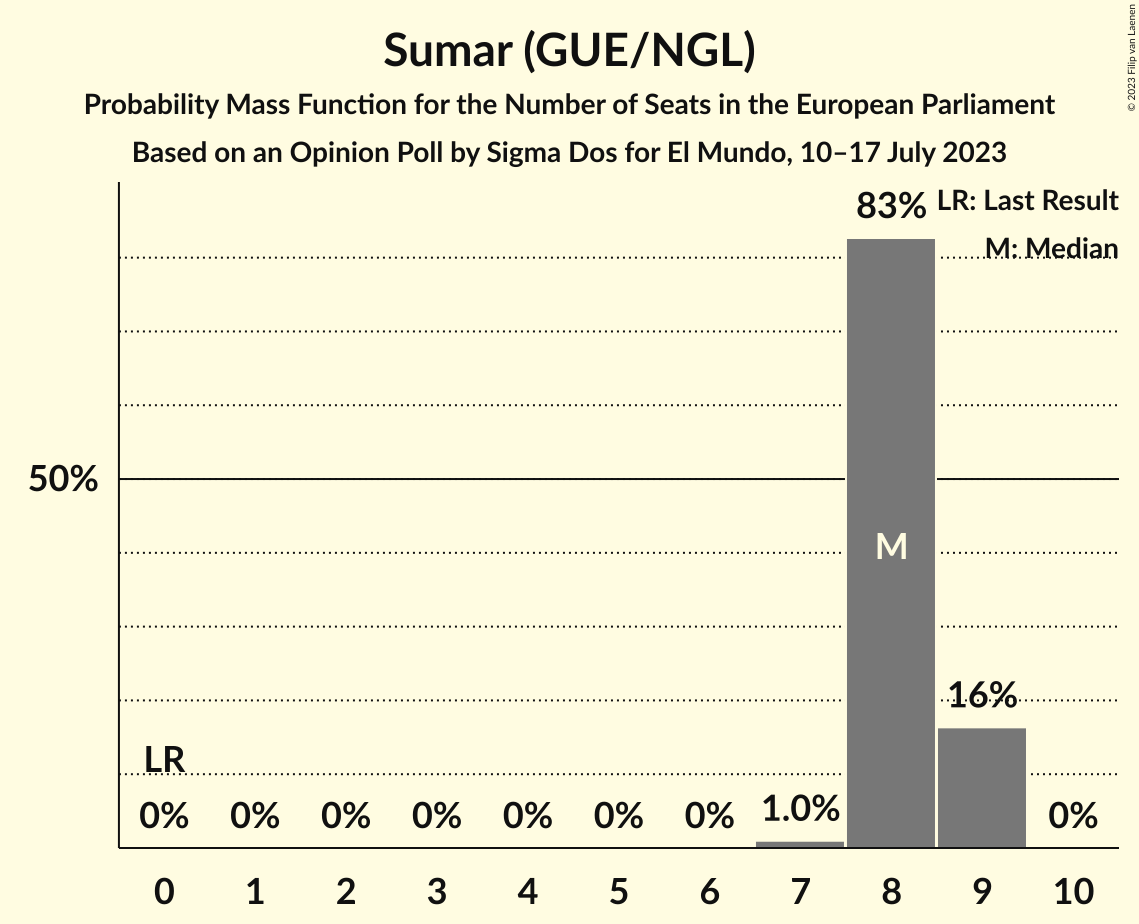 Sumar (GUE/NGL)
Probability Mass Function for the Number of Seats in the European Parliament
Based on an Opinion Poll by Sigma Dos for El Mundo, 10–17 July 2023
© 2023 Filip van Laenen
LR: Last Result
M: Median
83%
50%
M
16%
LR
0% 0% 0% 0% 0% 0% 0% 1.0% 0%
0 1 2 3 4 5 6 7 8 9 10